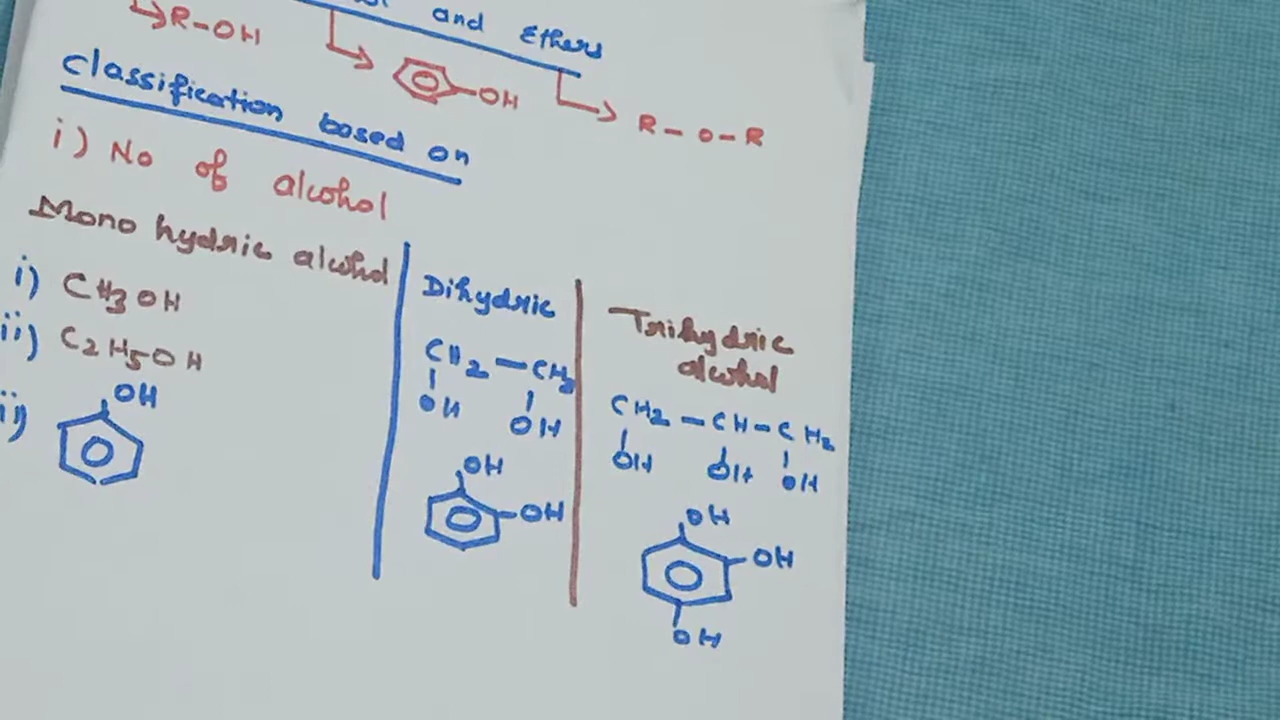 and Ethers
R-OH
OH
R-O-R
classification based on
i) No of alcohol
Mono hydric alcohol
i) CH3OH
ii) C2H5OH
OH
Dihydric
CH2 - CH2
OH OH
OH
OH
Trihydric
alcohol
CH2 - CH - CH2
OH OH OH
OH
OH
OH